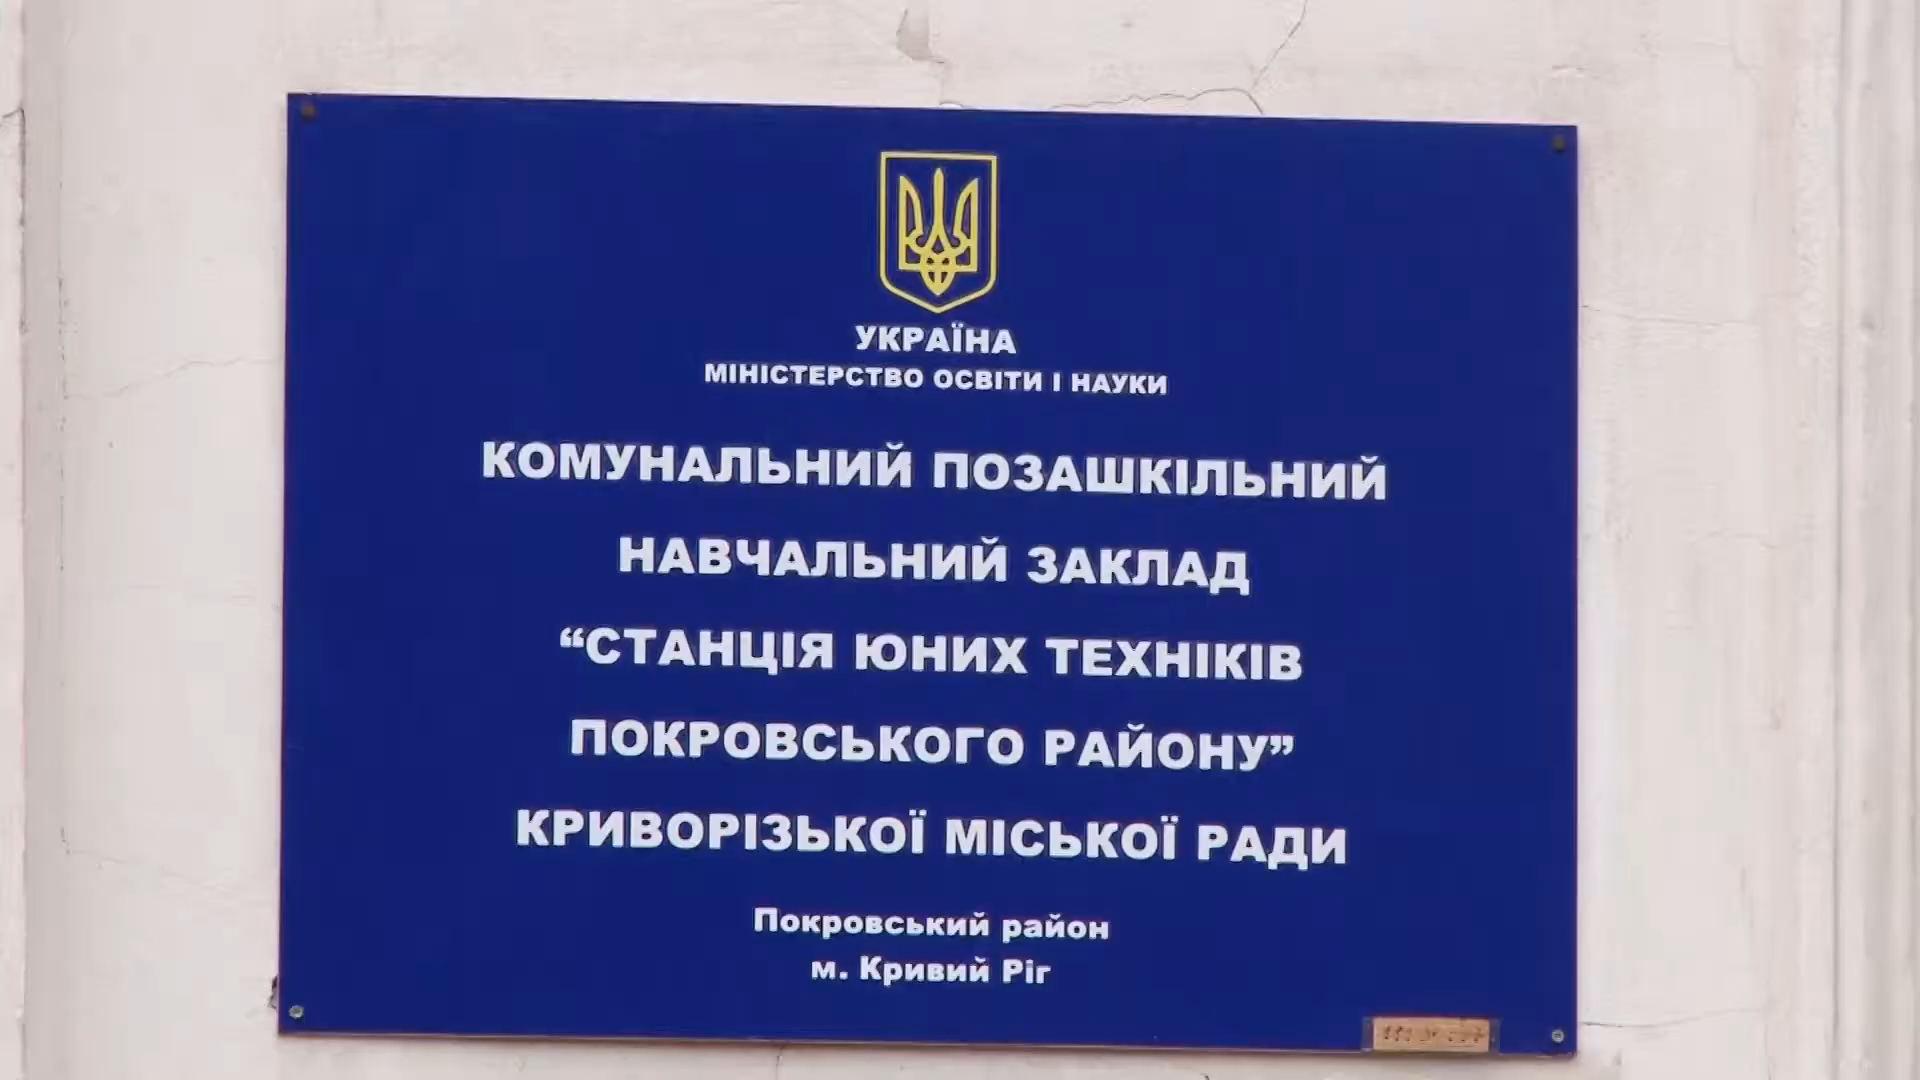 УКРАЇНА
МІНІСТЕРСТВО ОСВІТИ І НАУКИ
КОМУНАЛЬНИЙ ПОЗАШКІЛЬНИЙ
НАВЧАЛЬНИЙ ЗАКЛАД
“СТАНЦІЯ ЮНИХ ТЕХНІКІВ
ПОКРОВСЬКОГО РАЙОНУ”
КРИВОРІЗЬКОЇ МІСЬКОЇ РАДИ
Покровський район
м. Кривий Ріг